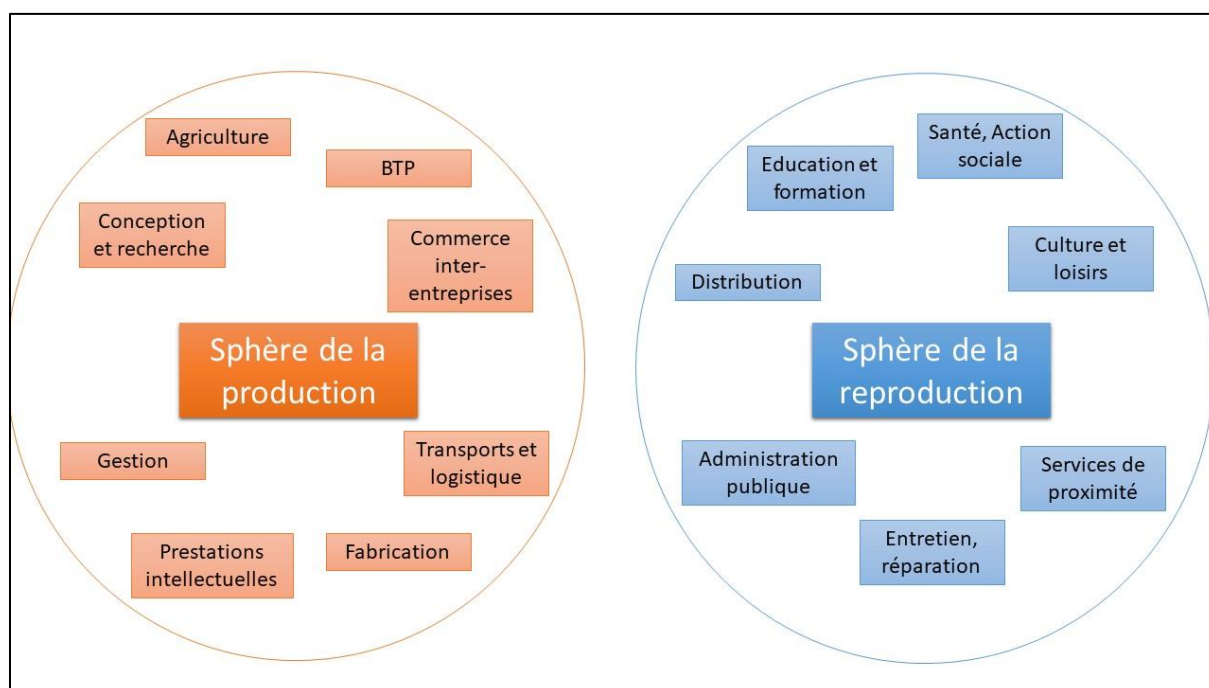 Agriculture
BTP
Conception
et recherche
Commerce
inter-
entreprises
Sphère de la
production
Gestion
Transports et
logistique
Prestations
intellectuelles
Fabrication
Santé, Action
sociale
Education et
formation
Culture et
loisirs
Distribution
Sphère de la
reproduction
Administration
publique
Services de
proximité
Entretien,
réparation